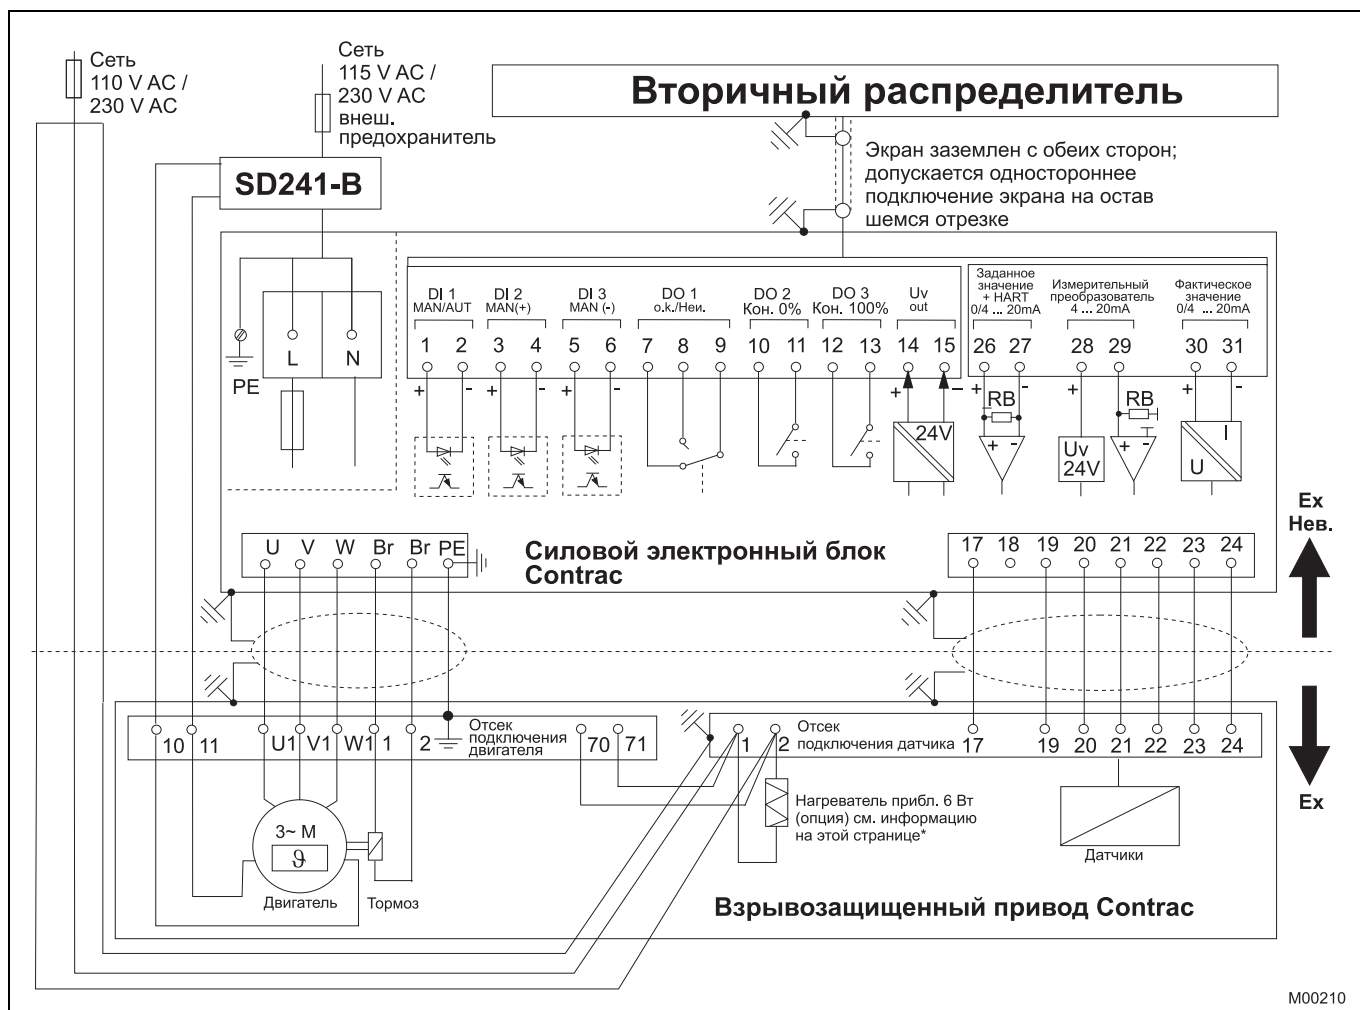 Сеть
110 V AC /
230 V AC
Сеть
115 V AC /
230 V AC
внеш.
предохранитель
Вторичный распределитель
SD241-B
Экран заземлен с обеих сторон;
допускается одностороннее
подключение экрана на остав
шемся отрезке
DI 1
MAN/AUT
DI 2
MAN(+)
DI 3
MAN (-)
DO 1
o.k./Неи.
DO 2
Кон. 0%
DO 3
Кон. 100%
Uv
out
Заданное
значение
+ HART
0/4 ... 20mA
Измерительный
преобразователь
4 ... 20mA
Фактическое
значение
0/4 ... 20mA
1 2 3 4 5 6 7 8 9 10 11 12 13 14 15 26 27 28 29 30 31
L N
PE
+ - + - + - + - + - + + -
RB RB
24V
+ - + -
Uv
24V
I
U
Ex
Нев.
U V W Br Br PE
Силовой электронный блок
Contrac
17 18 19 20 21 22 23 24
10 11 U1 V1 W1 1 2
Отсек
подключения
двигателя
70 71
1 2
Отсек
подключения датчика
17 19 20 21 22 23 24
Ex
3~ M
ϑ
Двигатель
Тормоз
Нагреватель прибл. 6 Вт
(опция) см. информацию
на этой странице*
Датчики
Взрывозащищенный привод Contrac
M00210